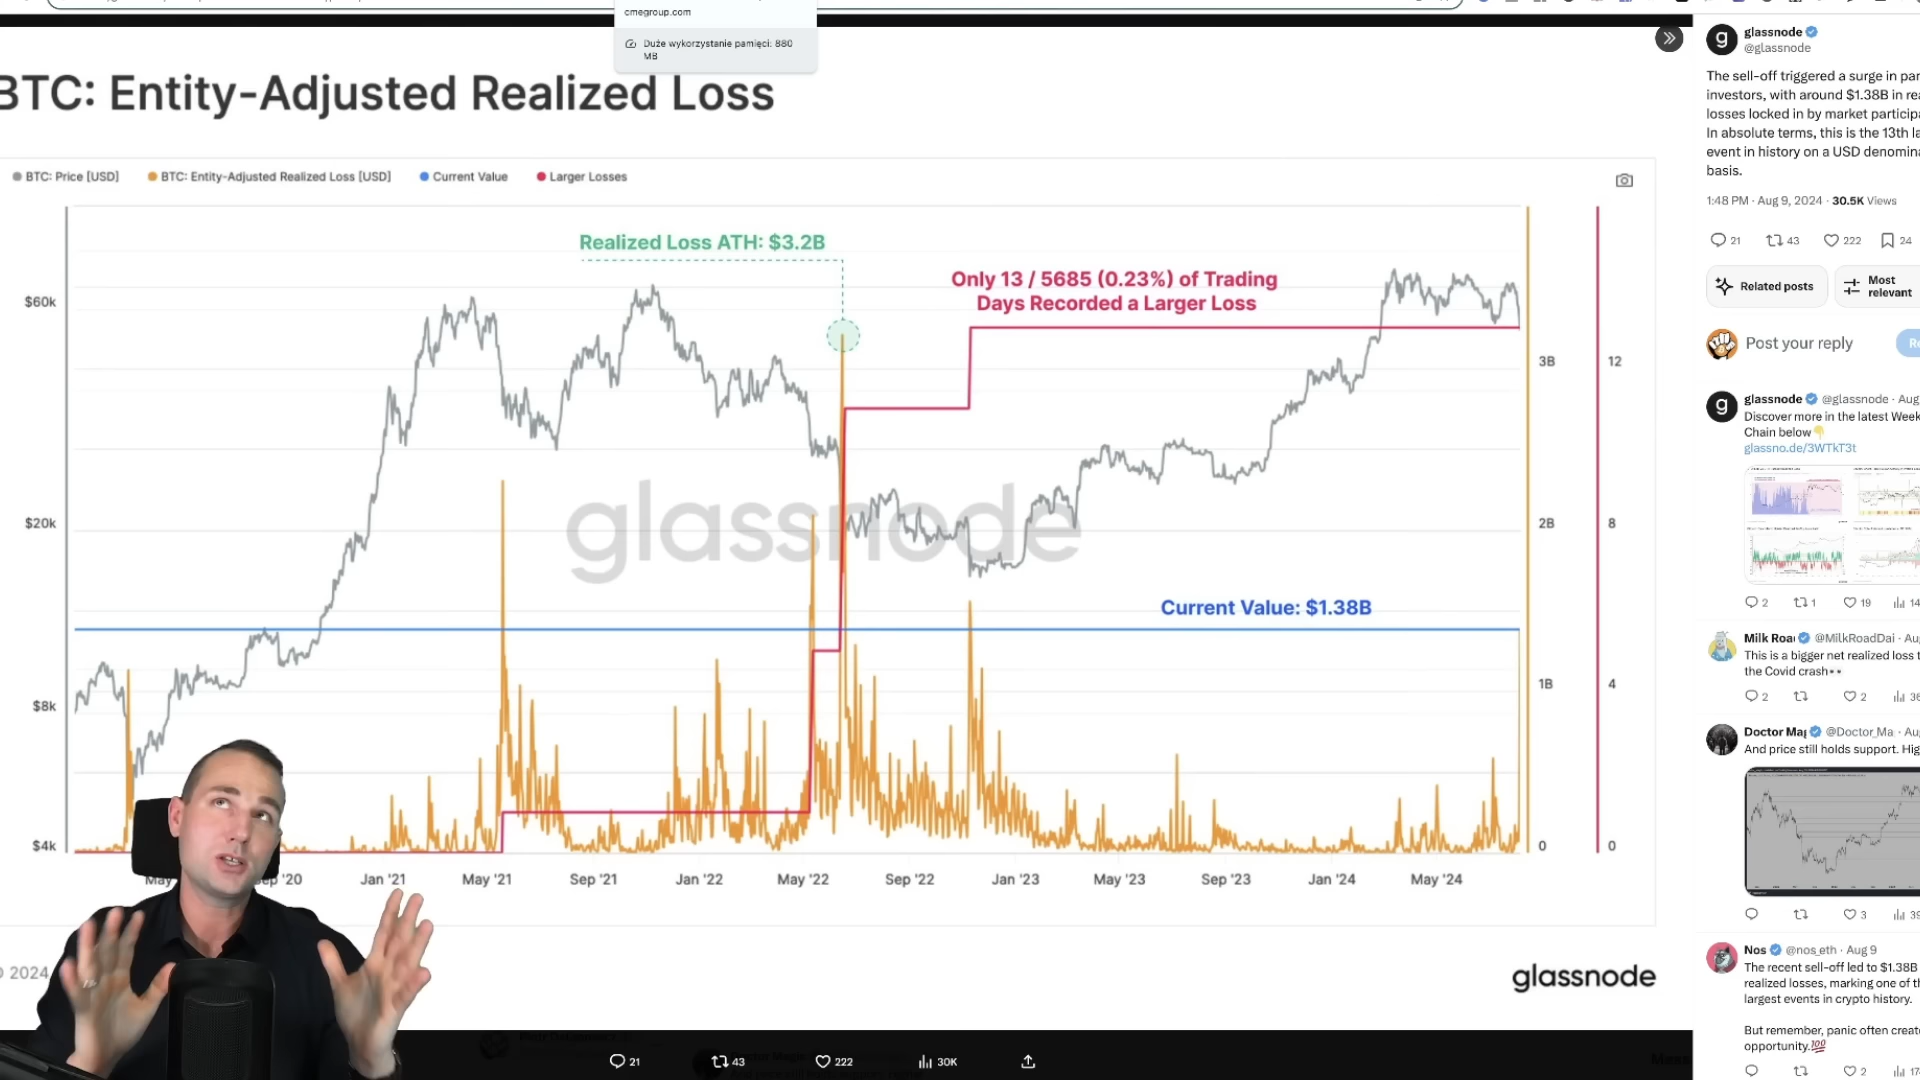 cmegroup.com
Duże wykorzystanie pamięci: 880
MB
BTC: Entity-Adjusted Realized Loss
BTC: Price [USD]
BTC: Entity-Adjusted Realized Loss [USD]
Current Value
Larger Losses
Realized Loss ATH: $3.2B
Only 13 / 5685 (0.23%) of Trading
Days Recorded a Larger Loss
Current Value: $1.38B
glassnode
$60k
$20k
$8k
$4k
3B
2B
1B
0
12
8
4
0
May
Sep '20
Jan '21
May '21
Sep '21
Jan '22
May '22
Sep '22
Jan '23
May '23
Sep '23
Jan '24
May '24
© 2024
glassnode
21
43
222
30K
glassnode
@glassnode
The sell-off triggered a surge in
investors, with around $1.38B in
losses locked in by market
In absolute terms, this is the 13th
event in history on a USD
basis.
1:48 PM · Aug 9, 2024 · 30.5K Views
21
43
222
24
Related posts
Most
relevant
Post your reply
glassnode @glassnode · Aug
Discover more in the latest Week
Chain below👇
glassno.de/3WTkT3t
2
1
19
14
Milk Roa @MilkRoadDai · Au
This is a bigger net realized loss
the Covid crash👀
2
2
36
Doctor Mag @Doctor_Ma · Au
And price still holds support.
3
39
Nos @nos_eth · Aug 9
The recent sell-off led to $1.38B
realized losses, marking one of
largest events in crypto history.
But remember, panic often
opportunity.💯
2
17